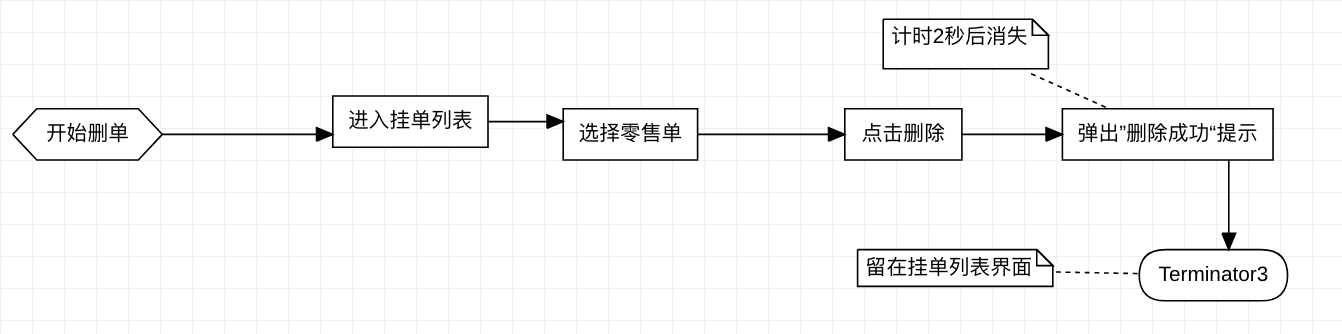 计时2秒后消失
开始删单
进入挂单列表
选择零售单
点击删除
弹出”删除成功“提示
留在挂单列表界面
Terminator3